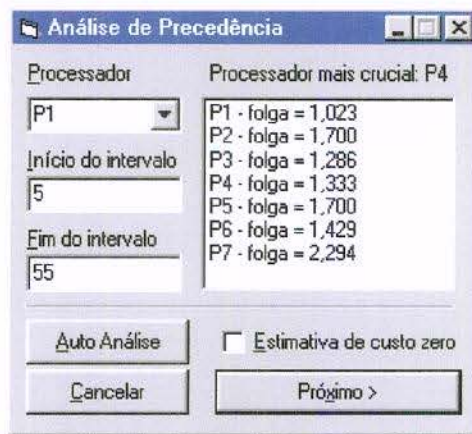 Análise de Precedência
Processador
P1
Início do intervalo
5
Fim do intervalo
55
Processador mais crucial: P4
P1 - folga = 1,023
P2 - folga = 1,700
P3 - folga = 1,286
P4 - folga = 1,333
P5 - folga = 1,700
P6 - folga = 1,429
P7 - folga = 2,294
Auto Análise
Estimativa de custo zero
Cancelar
Próximo >